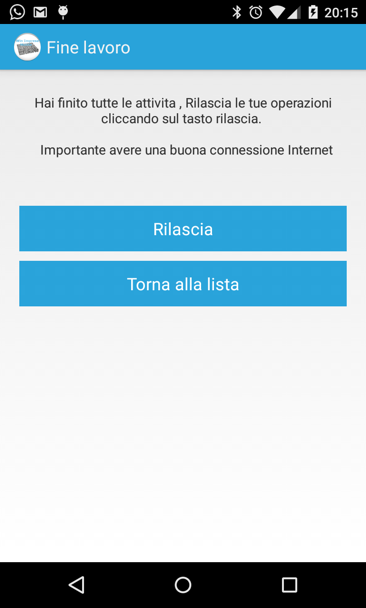 20:15
Fine lavoro
Hai finito tutte le attivita , Rilascia le tue operazioni
cliccando sul tasto rilascia.
Importante avere una buona connessione Internet
Rilascia
Torna alla lista